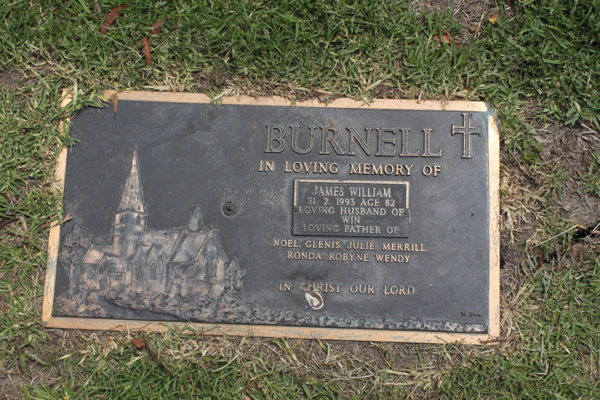 BURNELL
IN LOVING MEMORY OF
JAMES WILLIAM
21. 2. 1993 AGE 82
LOVING HUSBAND OF
WIN
LOVING FATHER OF
NOEL, GLENIS, JULIE, MERRILL,
RONDA, ROBYNE, WENDY
IN CHRIST OUR LORD